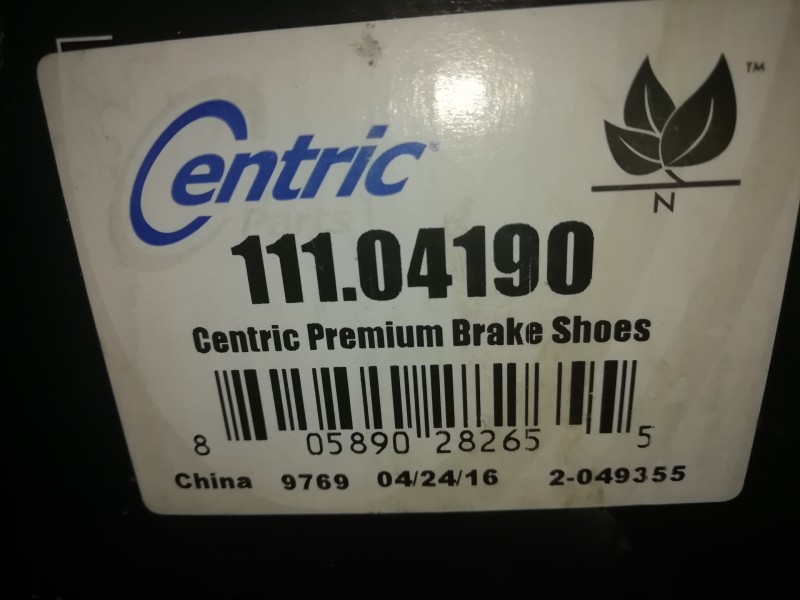 Centric®
Parts
TM
N
111.04190
Centric Premium Brake Shoes
8 05890 28265 5
China 9769 04/24/16 2-049355